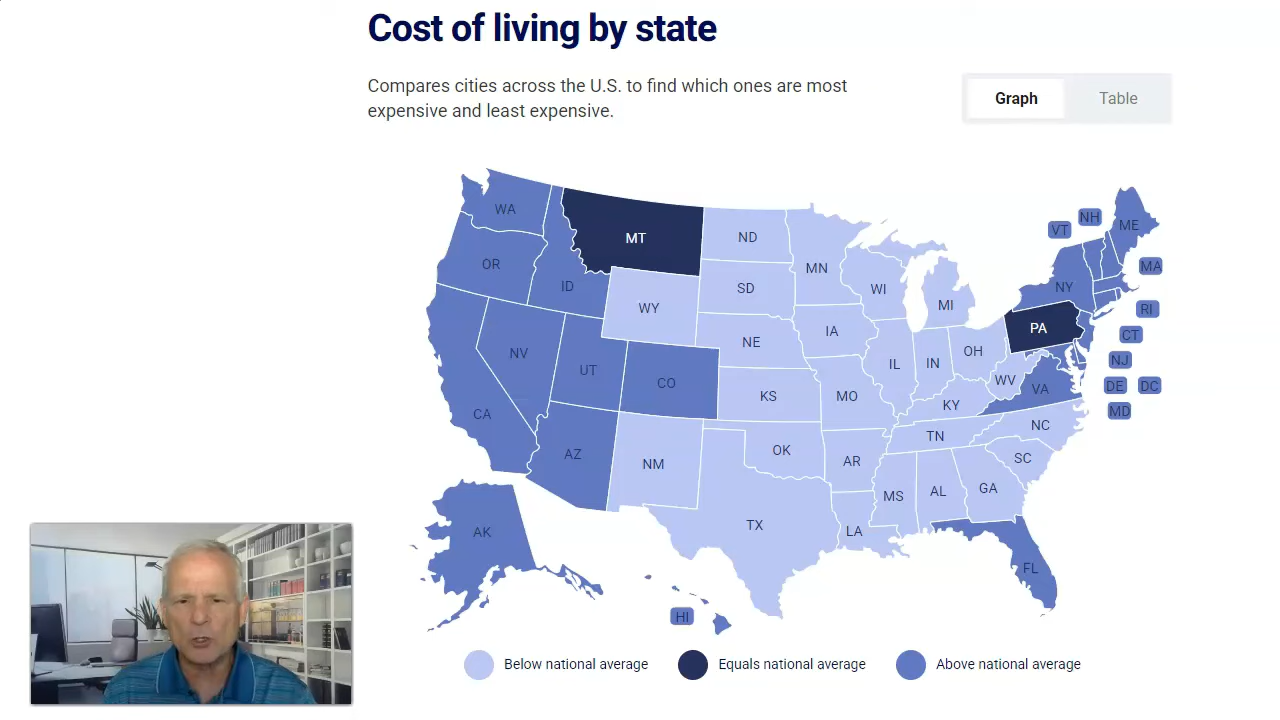 Cost of living by state
Compares cities across the U.S. to find which ones are most
expensive and least expensive.
Graph
Table
WA
MT
ND
MN
VT
NH
ME
OR
ID
SD
WI
MI
NY
MA
WY
RI
PA
CT
NV
UT
CO
NE
IA
IL
IN
OH
NJ
CA
KS
MO
WV
VA
DE
DC
KY
MD
AZ
NM
OK
AR
TN
NC
SC
MS
AL
GA
AK
TX
LA
FL
HI
Below national average
Equals national average
Above national average